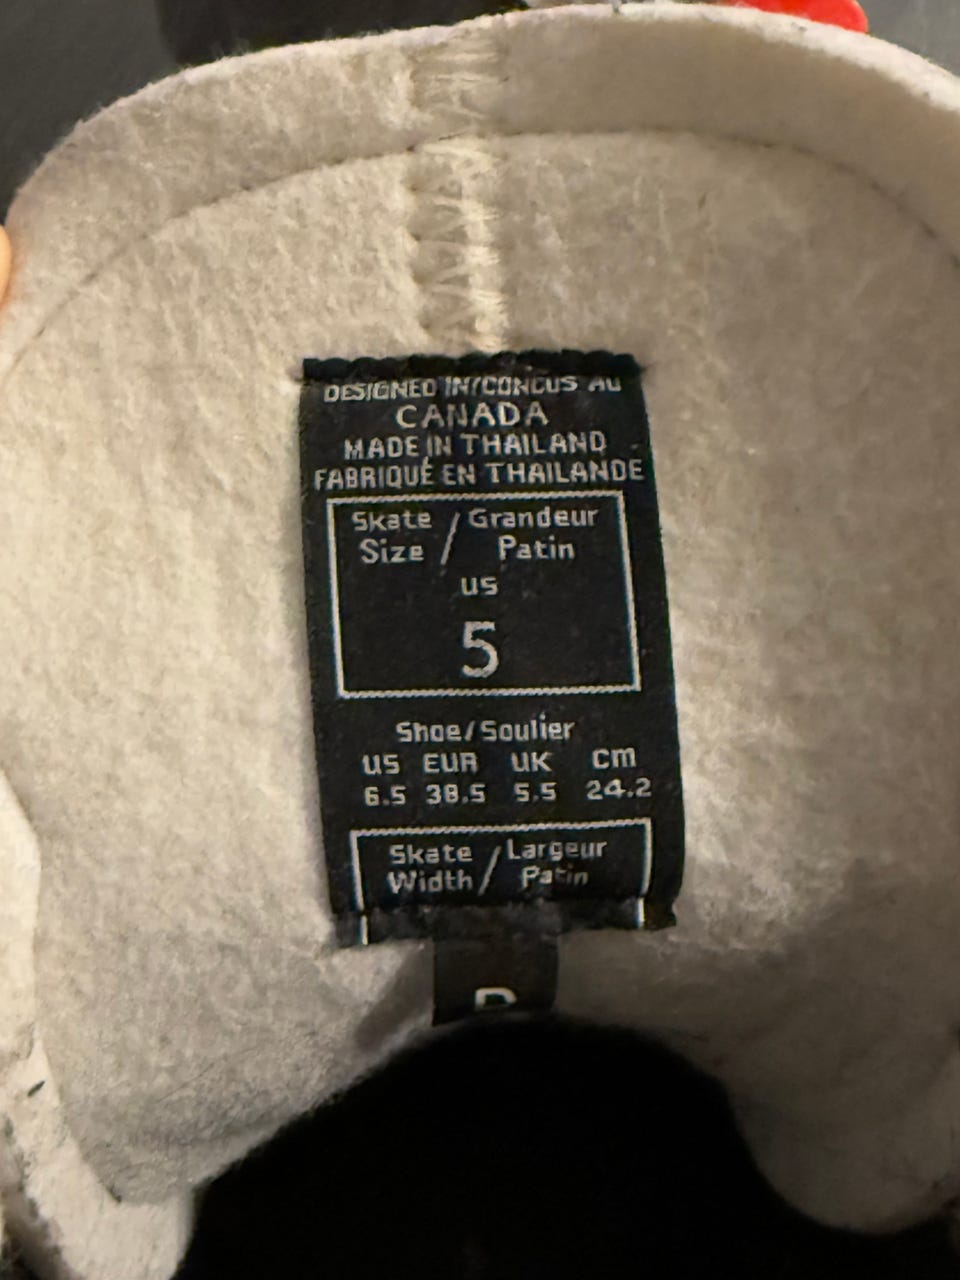 DESIGNED IN/CONCUS AU
CANADA
MADE IN THAILAND
FABRIQUÉ EN THAILANDE
Skate Size / Grandeur Patin
US
5
Shoe/Soulier
US EUR UK cm
6.5 38.5 5.5 24.2
Skate Width / Largeur Patin